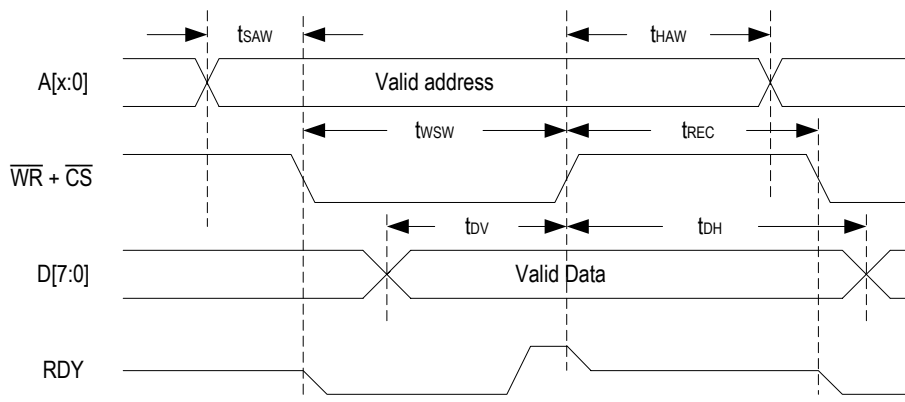 tSAW tHAW
A[x:0] Valid address
tWSW tREC
WR + CS
tDV tDH
D[7:0] Valid Data
RDY